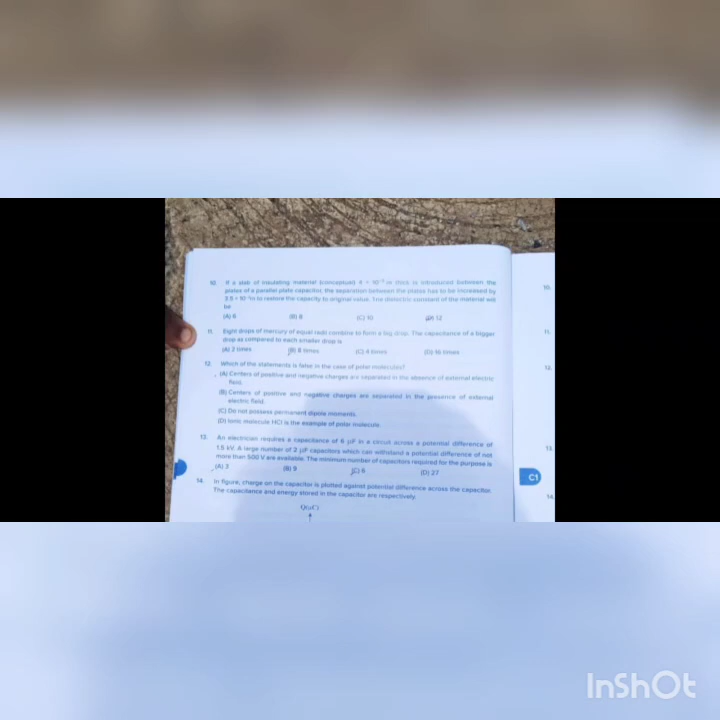 10. If a slab of insulating material (conceptual) 4 × 10⁻³ m thick is introduced between the
plates of a parallel plate capacitor, the separation between the plates has to be increased by
3.5 × 10⁻³m to restore the capacity to original value. The dielectric constant of the material will
be
(A) 6 (B) 8 (C) 10 (D) 12
11. Eight drops of mercury of equal radii combine to form a big drop. The capacitance of a bigger
drop as compared to each smaller drop is
(A) 2 times (B) 8 times (C) 4 times (D) 16 times
12. Which of the statements is false in the case of polar molecules?
(A) Centers of positive and negative charges are separated in the absence of external electric
field.
(B) Centers of positive and negative charges are separated in the presence of external
electric field.
(C) Do not possess permanent dipole moments.
(D) Ionic molecule HCl is the example of polar molecule.
13. An electrician requires a capacitance of 6 μF in a circuit across a potential difference of
1.5 kV. A large number of 2 μF capacitors which can withstand a potential difference of not
more than 500 V are available. The minimum number of capacitors required for the purpose is
(A) 3 (B) 9 (C) 6 (D) 27
14. In figure, charge on the capacitor is plotted against potential difference across the capacitor.
The capacitance and energy stored in the capacitor are respectively.
Q(μC)
10.
11.
12.
13.
C1
14.
InShOt